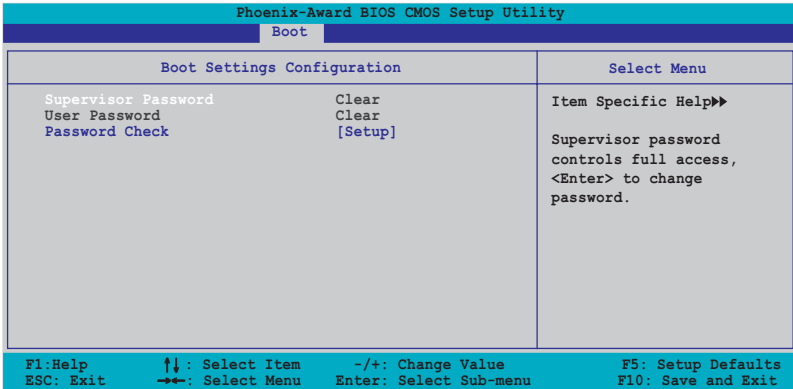 Phoenix-Award BIOS CMOS Setup Utility
Boot
Boot Settings Configuration
Select Menu
Supervisor Password Clear
User Password Clear
Password Check [Setup]
Item Specific Help
Supervisor password
controls full access,
<Enter> to change
password.
F1:Help ↑↓: Select Item -/+: Change Value F5: Setup Defaults
ESC: Exit →←: Select Menu Enter: Select Sub-menu F10: Save and Exit